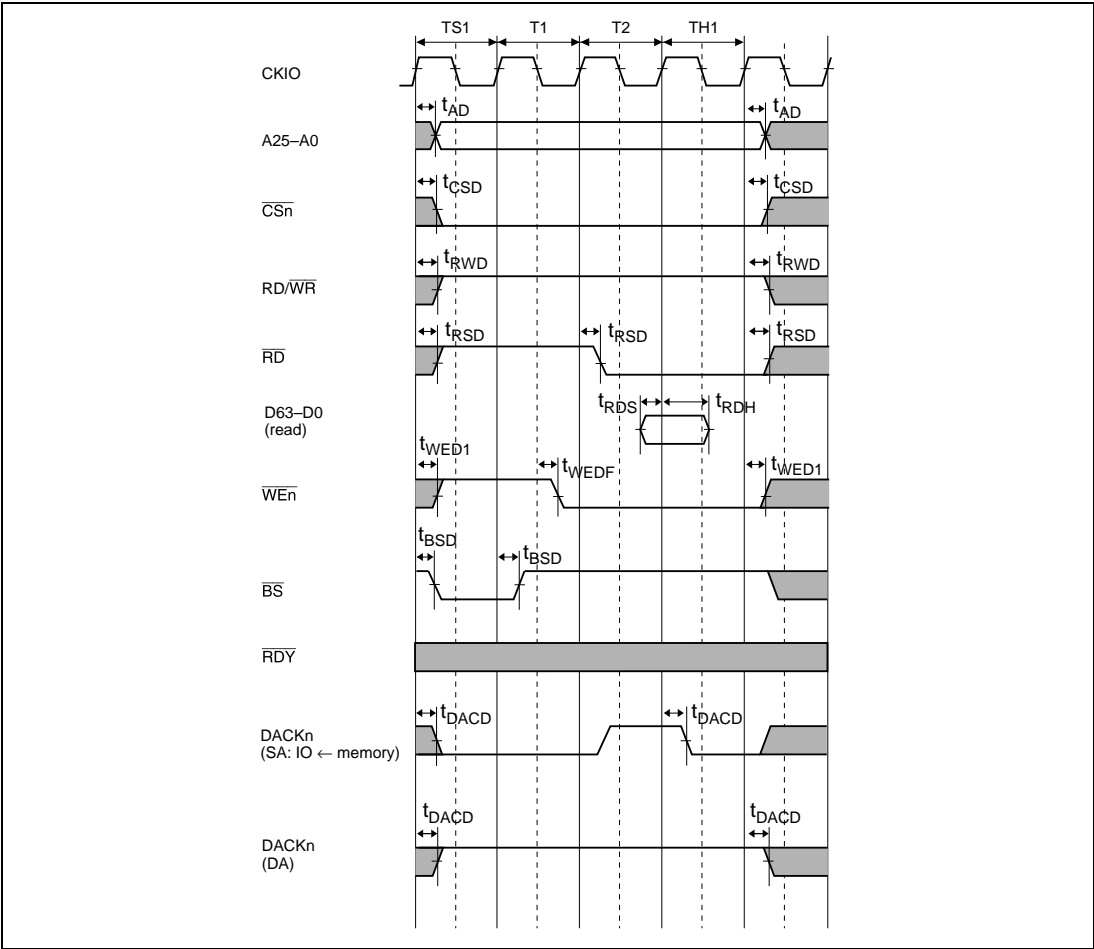 TS1 T1 T2 TH1
CKIO
tAD tAD
A25–A0
tCSD tCSD
CSn
tRWD tRWD
RD/WR
tRSD tRSD tRSD
RD
tRDS tRDH
D63–D0
(read)
tWED1 tWEDF tWED1
WEn
tBSD tBSD
BS
RDY
tDACD tDACD
DACKn
(SA: IO ← memory)
tDACD tDACD
DACKn
(DA)